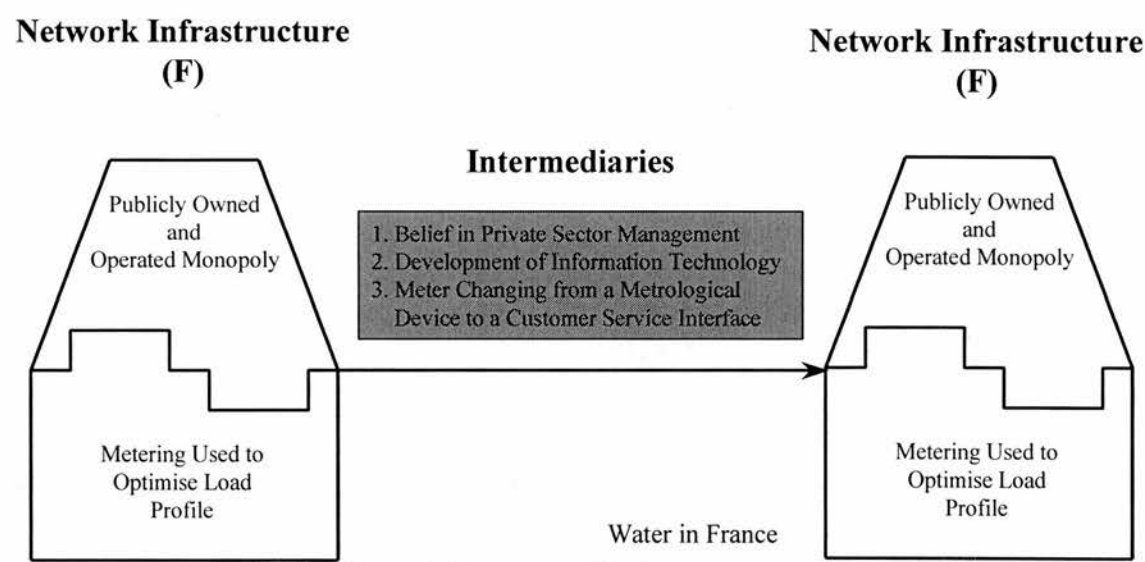 Network Infrastructure
(F)
Network Infrastructure
(F)
Intermediaries
Publicly Owned
and
Operated Monopoly
1. Belief in Private Sector Management
2. Development of Information Technology
3. Meter Changing from a Metrological
Device to a Customer Service Interface
Publicly Owned
and
Operated Monopoly
Metering Used to
Optimise Load
Profile
Water in France
Metering Used to
Optimise Load
Profile